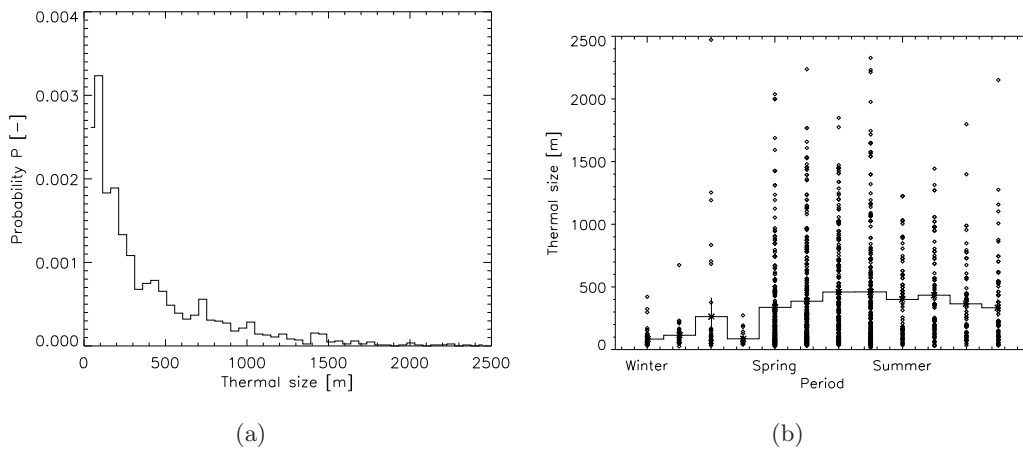 0.004
0.003
0.002
0.001
0.000
Probability P [-]
0 500 1000 1500 2000 2500
Thermal size [m]
(a)
2500
2000
1500
1000
500
0
Thermal size [m]
Winter Spring Summer
Period
(b)